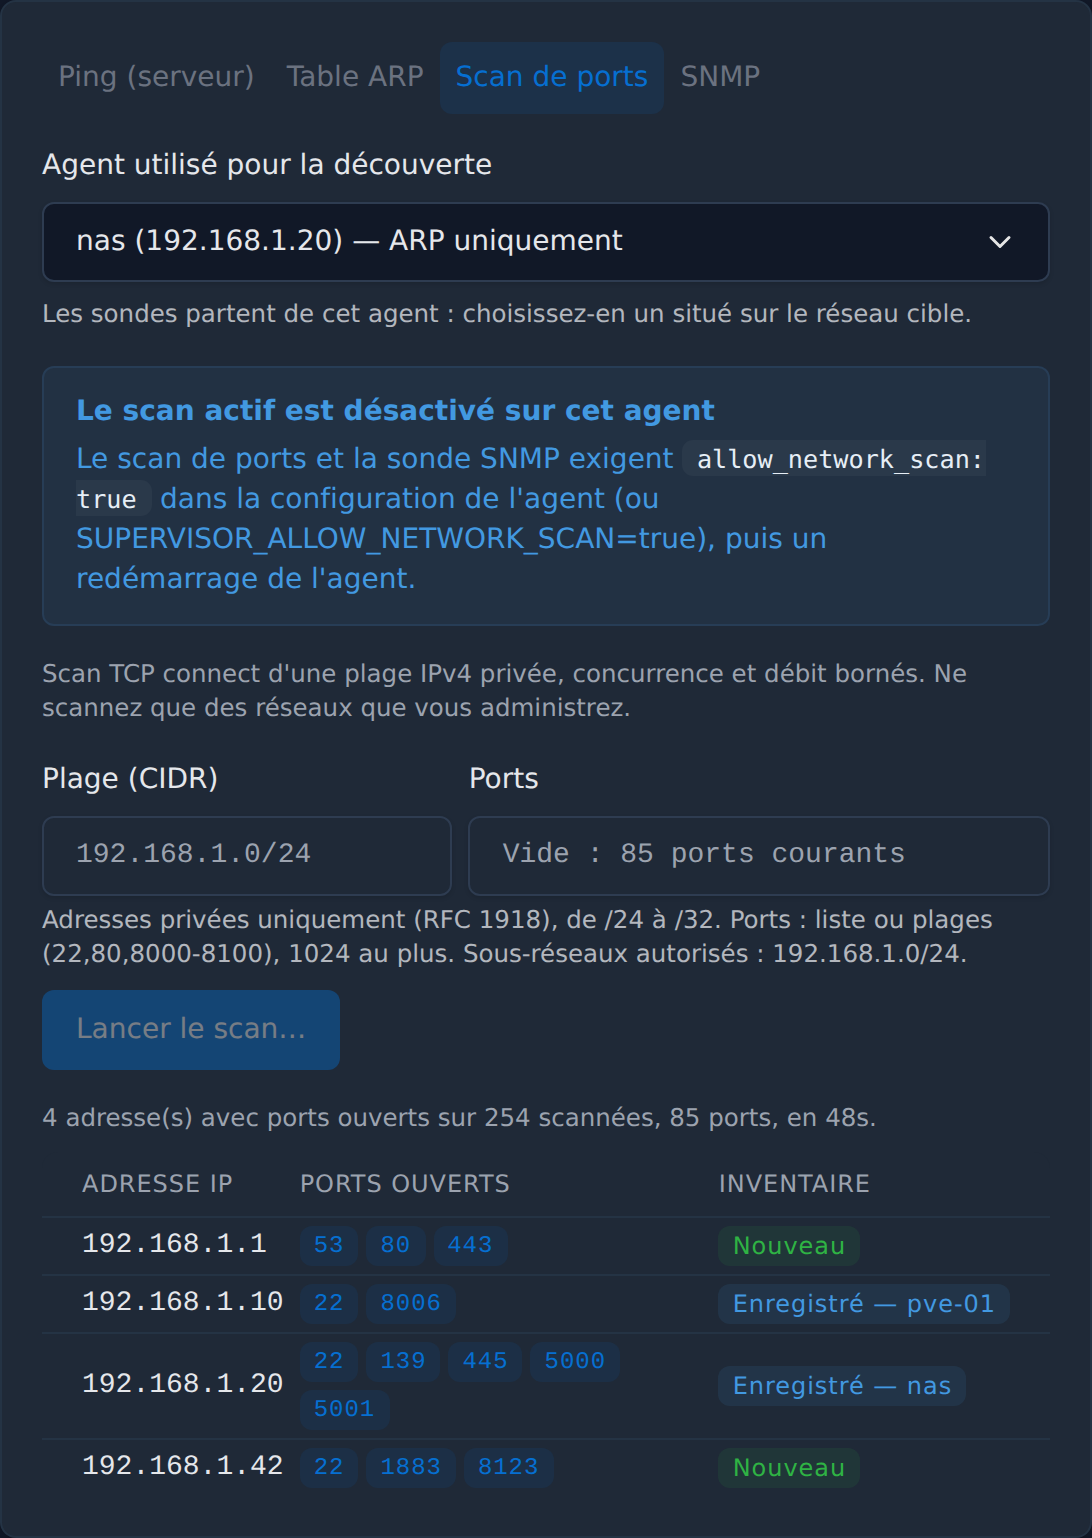 Ping (serveur) Table ARP Scan de ports SNMP
Agent utilisé pour la découverte
nas (192.168.1.20) — ARP uniquement
Les sondes partent de cet agent : choisissez-en un situé sur le réseau cible.
Le scan actif est désactivé sur cet agent
Le scan de ports et la sonde SNMP exigent allow_network_scan:
true dans la configuration de l'agent (ou
SUPERVISOR_ALLOW_NETWORK_SCAN=true), puis un
redémarrage de l'agent.
Scan TCP connect d'une plage IPv4 privée, concurrence et débit bornés. Ne
scannez que des réseaux que vous administrez.
Plage (CIDR) Ports
192.168.1.0/24 Vide : 85 ports courants
Adresses privées uniquement (RFC 1918), de /24 à /32. Ports : liste ou plages
(22,80,8000-8100), 1024 au plus. Sous-réseaux autorisés : 192.168.1.0/24.
Lancer le scan…
4 adresse(s) avec ports ouverts sur 254 scannées, 85 ports, en 48s.
ADRESSE IP PORTS OUVERTS INVENTAIRE
192.168.1.1 53 80 443 Nouveau
192.168.1.10 22 8006 Enregistré — pve-01
192.168.1.20 22 139 445 5000 Enregistré — nas
5001
192.168.1.42 22 1883 8123 Nouveau